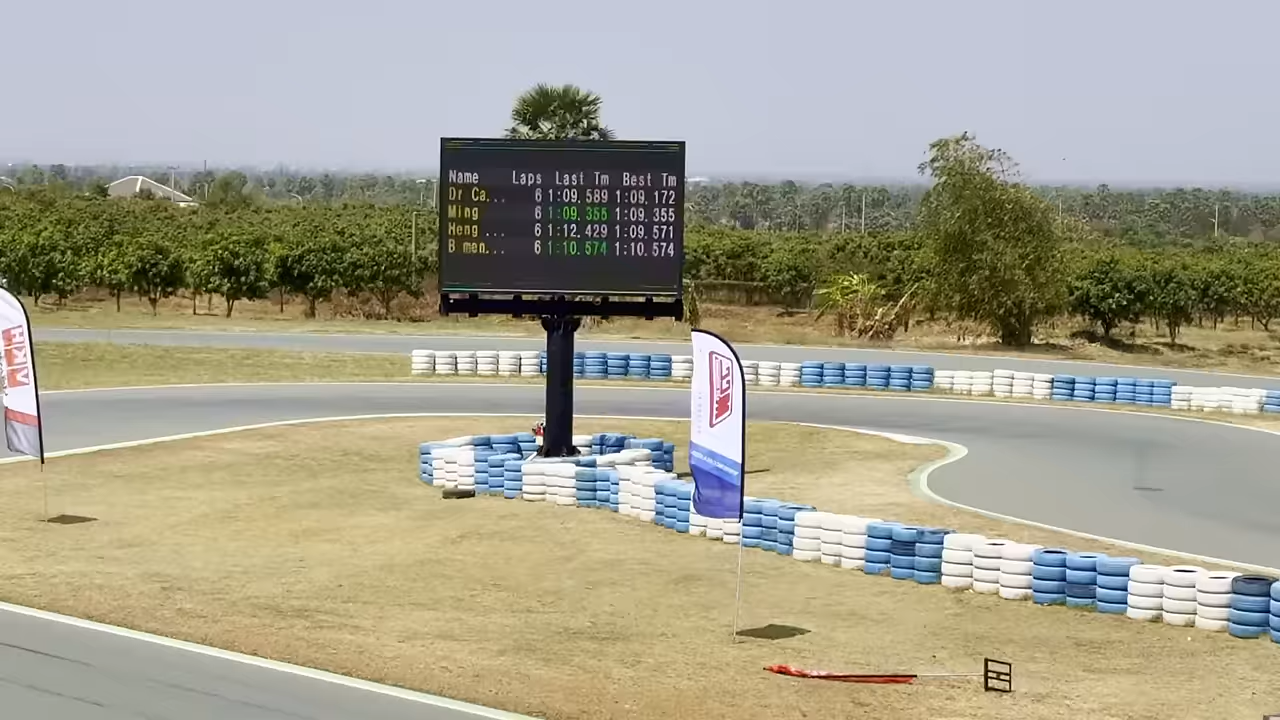 Name Laps Last Tm Best Tm
Dr Ca... 6 1:09.589 1:09.172
Ming 6 1:09.355 1:09.355
Heng ... 6 1:12.429 1:09.571
B men... 6 1:10.574 1:10.574
VKH